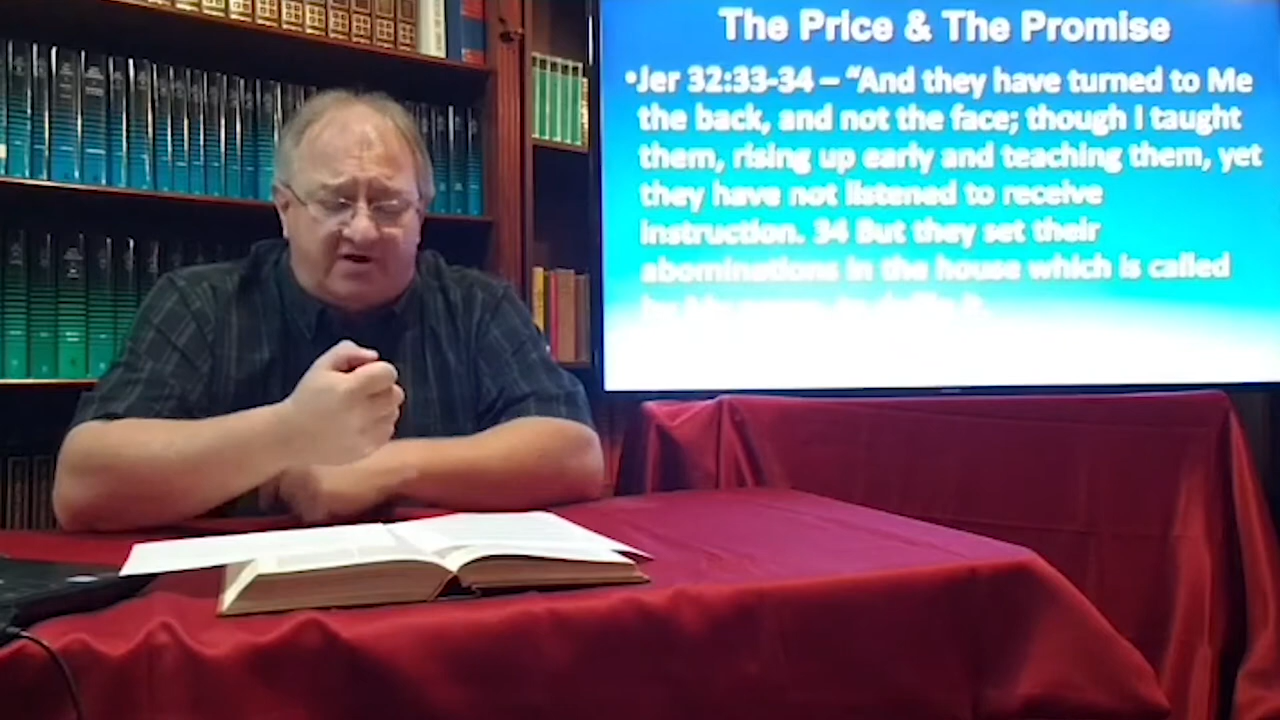 The Price & The Promise
•Jer 32:33-34 – “And they have turned to Me
the back, and not the face; though I taught
them, rising up early and teaching them, yet
they have not listened to receive
instruction. 34 But they set their
abominations in the house which is called